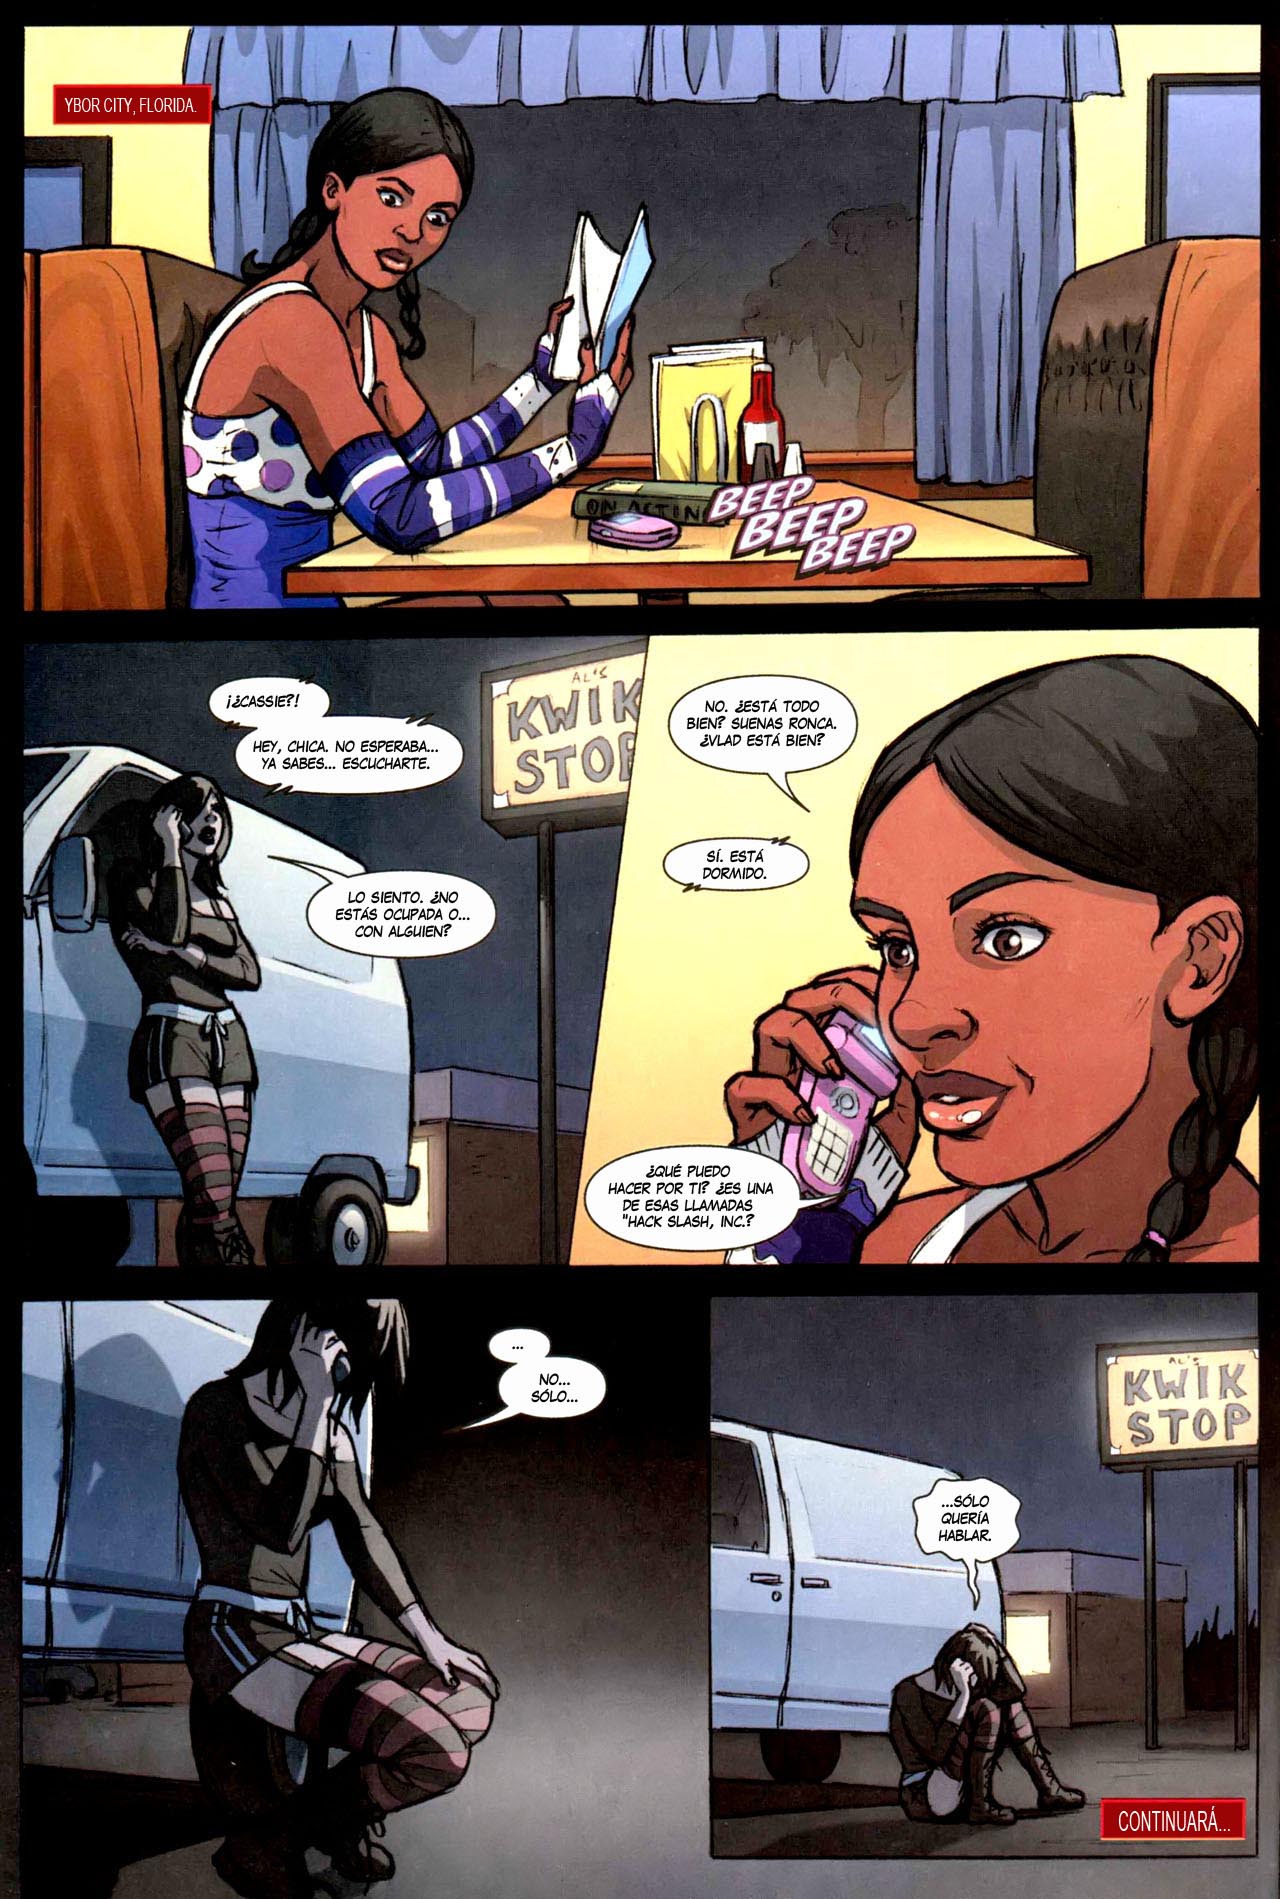 YBOR CITY, FLORIDA.
ON ACTING
BEEP
BEEP
BEEP
¡¿CASSIE?!
HEY, CHICA. NO ESPERABA...
YA SABES... ESCUCHARTE.
AL'S
KWIK
STOP
LO SIENTO. ¿NO
ESTÁS OCUPADA O...
CON ALGUIEN?
NO. ¿ESTÁ TODO
BIEN? SUENAS RONCA.
¿VLAD ESTÁ BIEN?
SÍ. ESTÁ
DORMIDO.
¿QUÉ PUEDO
HACER POR TI? ¿ES UNA
DE ESAS LLAMADAS
"HACK SLASH, INC.?
...
NO...
SÓLO...
AL'S
KWIK
STOP
...SÓLO
QUERÍA
HABLAR.
CONTINUARÁ...